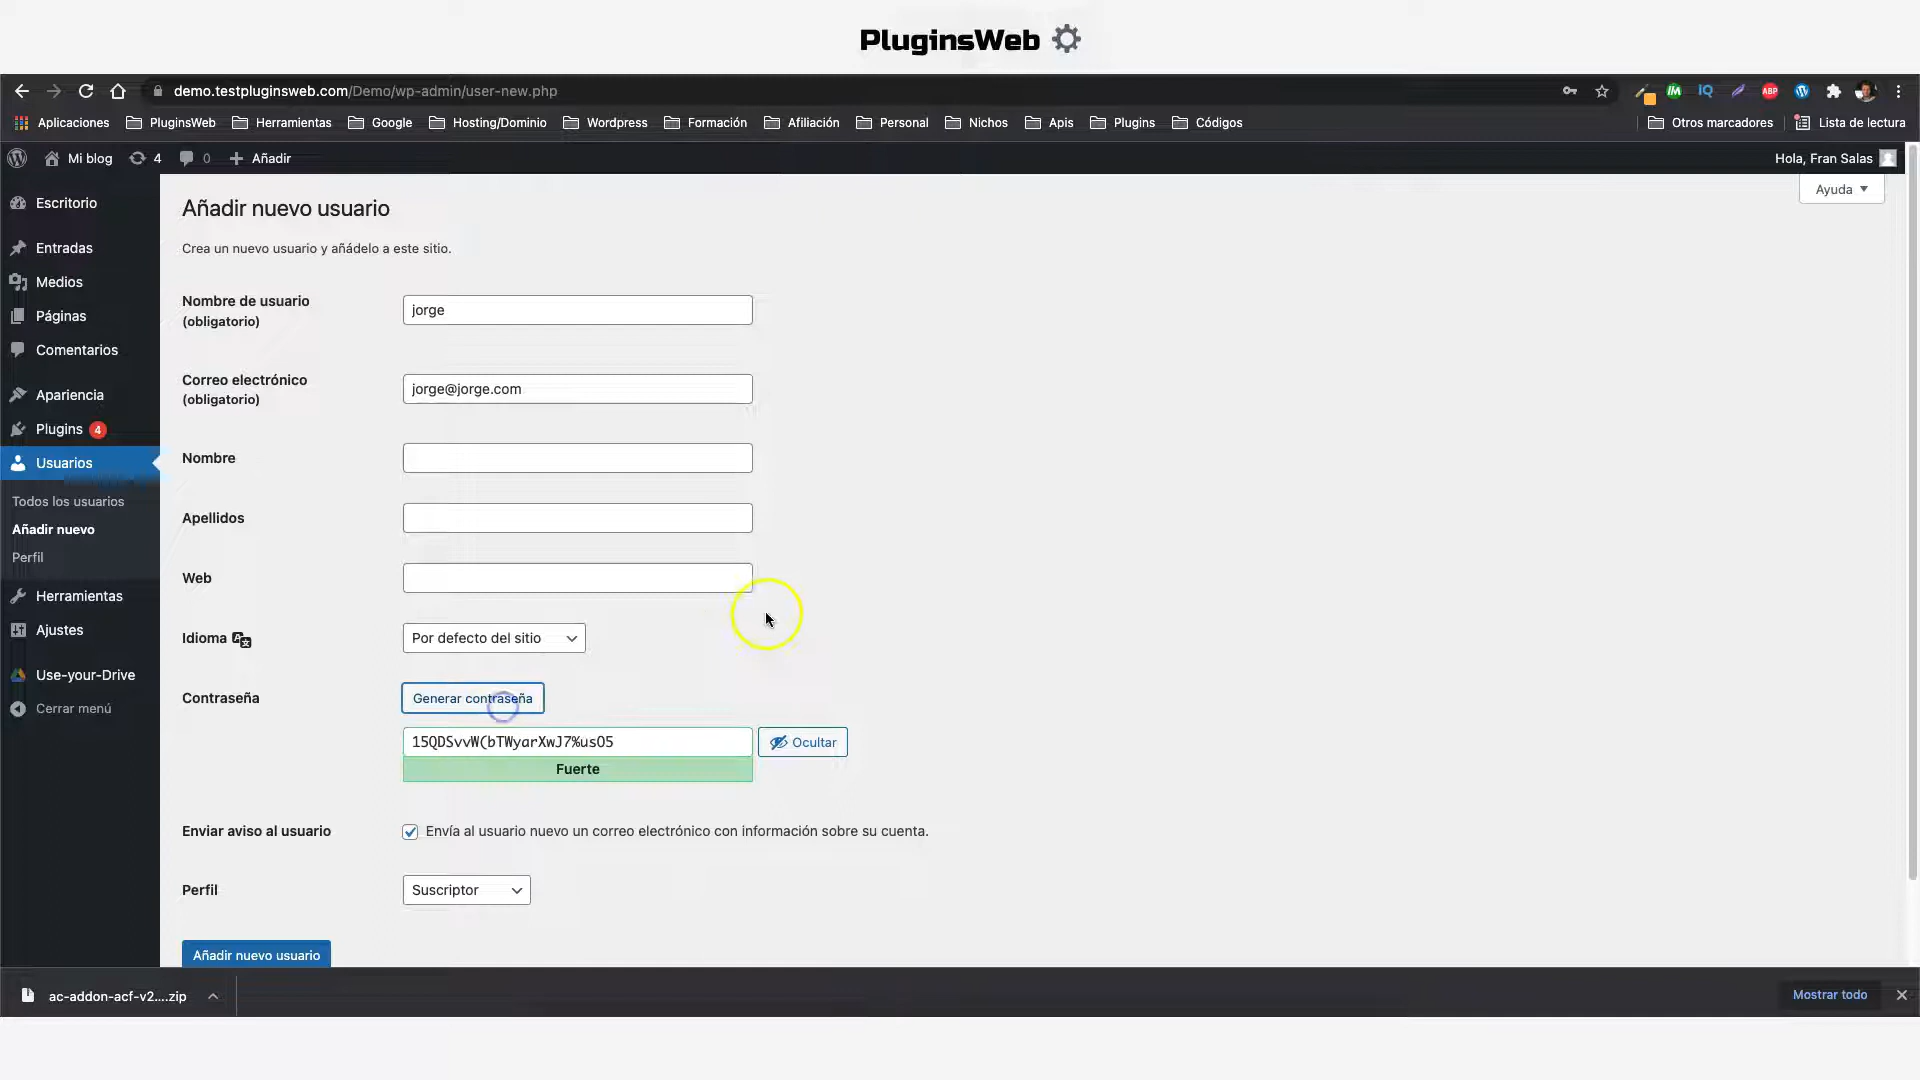 PluginsWeb
demo.testpluginsweb.com/Demo/wp-admin/user-new.php
IM
IQ
ABP
Aplicaciones PluginsWeb Herramientas Google Hosting/Dominio Wordpress Formación Afiliación Personal Nichos Apis Plugins Códigos Otros marcadores Lista de lectura
Mi blog 4 0 Añadir Hola, Fran Salas
Ayuda
Escritorio
Entradas
Medios
Páginas
Comentarios
Apariencia
Plugins 4
Usuarios
Todos los usuarios
Añadir nuevo
Perfil
Herramientas
Ajustes
Use-your-Drive
Cerrar menú
Añadir nuevo usuario
Crea un nuevo usuario y añádelo a este sitio.
Nombre de usuario
(obligatorio)
jorge
Correo electrónico
(obligatorio)
jorge@jorge.com
Nombre
Apellidos
Web
Idioma
Por defecto del sitio
Contraseña
Generar contraseña
15QDSvvW(bTWyarXwJ7%usO5
Ocultar
Fuerte
Enviar aviso al usuario
Envía al usuario nuevo un correo electrónico con información sobre su cuenta.
Perfil
Suscriptor
Añadir nuevo usuario
ac-addon-acf-v2....zip
Mostrar todo